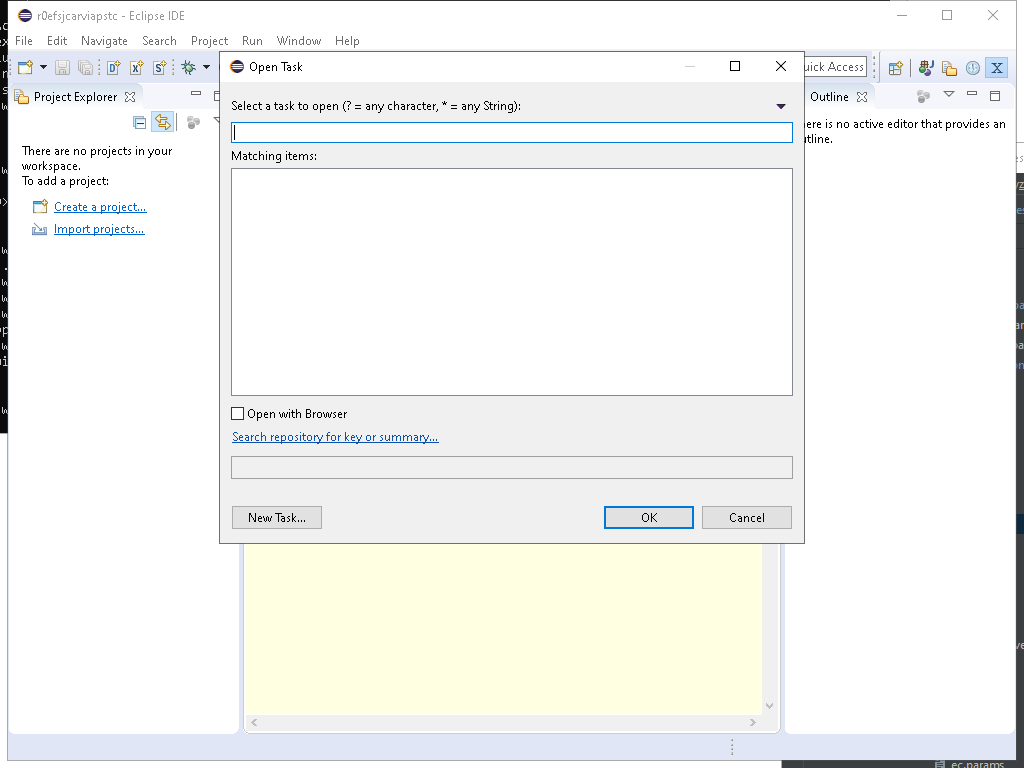 r0efsjcarviapstc - Eclipse IDE
File Edit Navigate Search Project Run Window Help
Open Task
Quick Access
Project Explorer
Outline
Select a task to open (? = any character, * = any String):
There are no projects in your
workspace.
To add a project:
Create a project...
Import projects...
Matching items:
here is no active editor that provides an
utline.
Open with Browser
Search repository for key or summary...
New Task...
OK
Cancel
ec.params